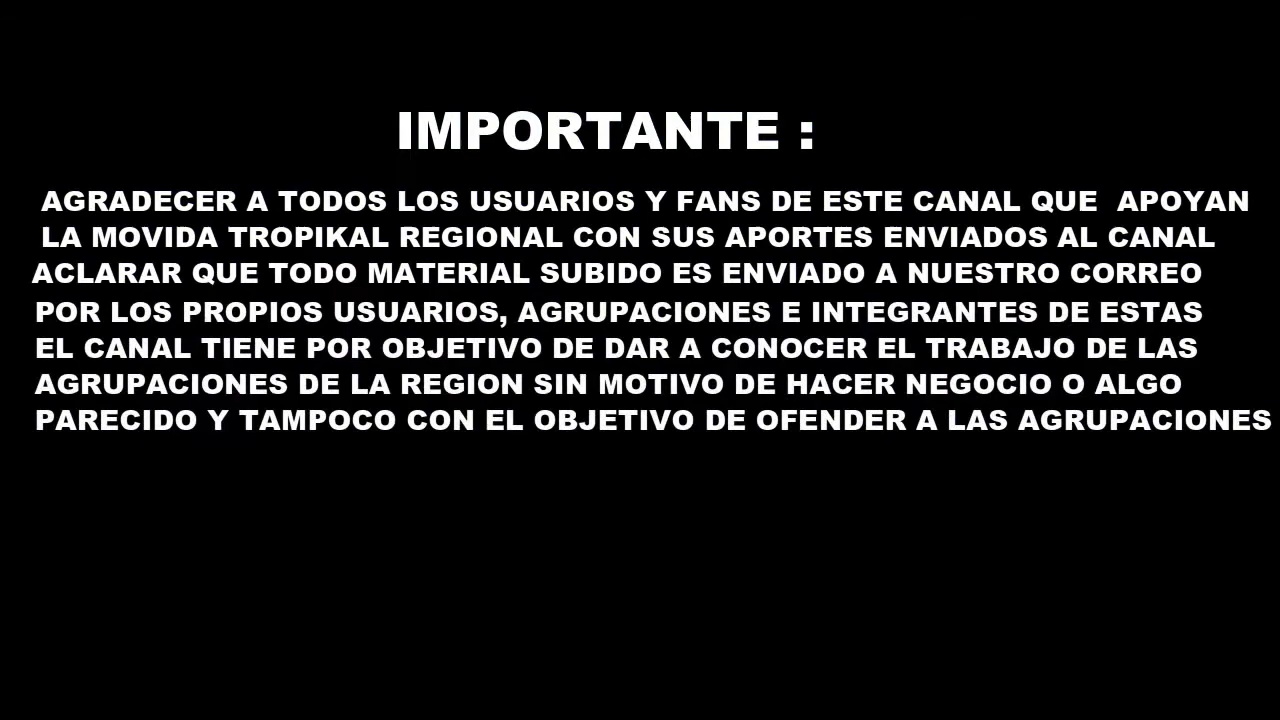 IMPORTANTE :
AGRADECER A TODOS LOS USUARIOS Y FANS DE ESTE CANAL QUE  APOYAN
LA MOVIDA TROPIKAL REGIONAL CON SUS APORTES ENVIADOS AL CANAL
ACLARAR QUE TODO MATERIAL SUBIDO ES ENVIADO A NUESTRO CORREO
POR LOS PROPIOS USUARIOS, AGRUPACIONES E INTEGRANTES DE ESTAS
EL CANAL TIENE POR OBJETIVO DE DAR A CONOCER EL TRABAJO DE LAS
AGRUPACIONES DE LA REGION SIN MOTIVO DE HACER NEGOCIO O ALGO
PARECIDO Y TAMPOCO CON EL OBJETIVO DE OFENDER A LAS AGRUPACIONES